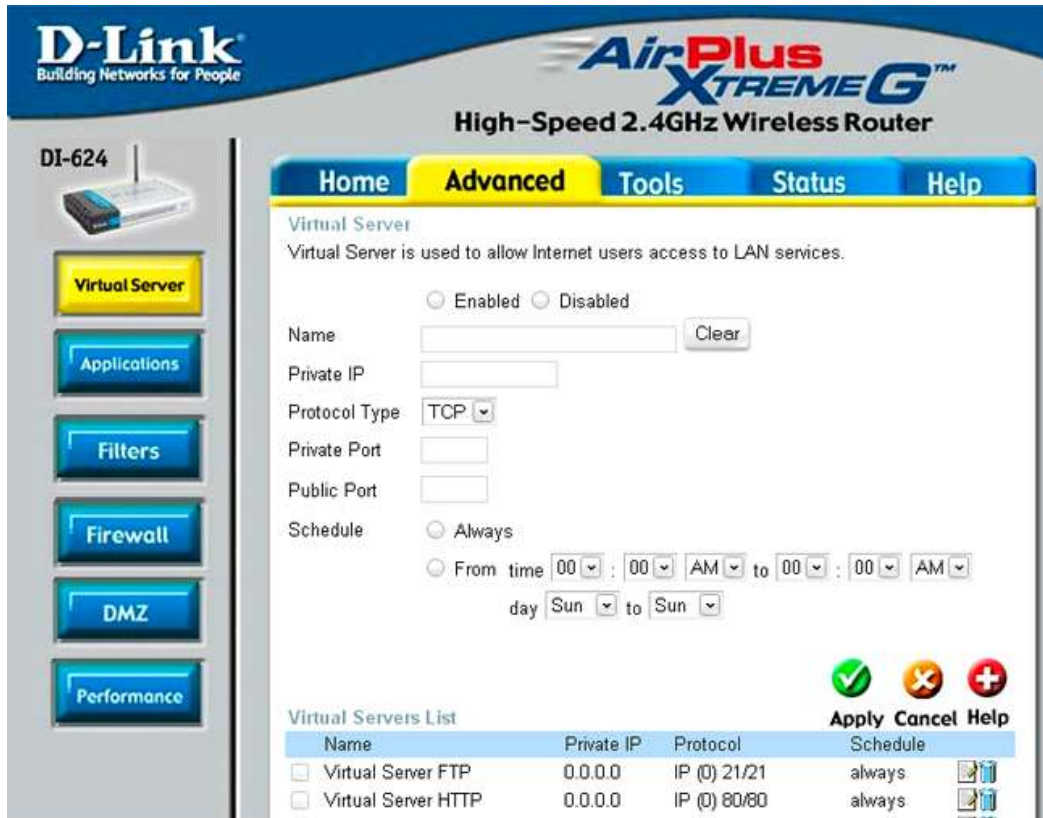 D-Link
Building Networks for People
AirPlus
XTREME G™
High-Speed 2.4GHz Wireless Router
DI-624
Home Advanced Tools Status Help
Virtual Server
Applications
Filters
Firewall
DMZ
Performance
Virtual Server
Virtual Server is used to allow Internet users access to LAN services.
Enabled Disabled
Name Clear
Private IP
Protocol Type TCP
Private Port
Public Port
Schedule Always
From time 00 : 00 AM to 00 : 00 AM
day Sun to Sun
Apply Cancel Help
Virtual Servers List
Name Private IP Protocol Schedule
Virtual Server FTP 0.0.0.0 IP (0) 21/21 always
Virtual Server HTTP 0.0.0.0 IP (0) 80/80 always